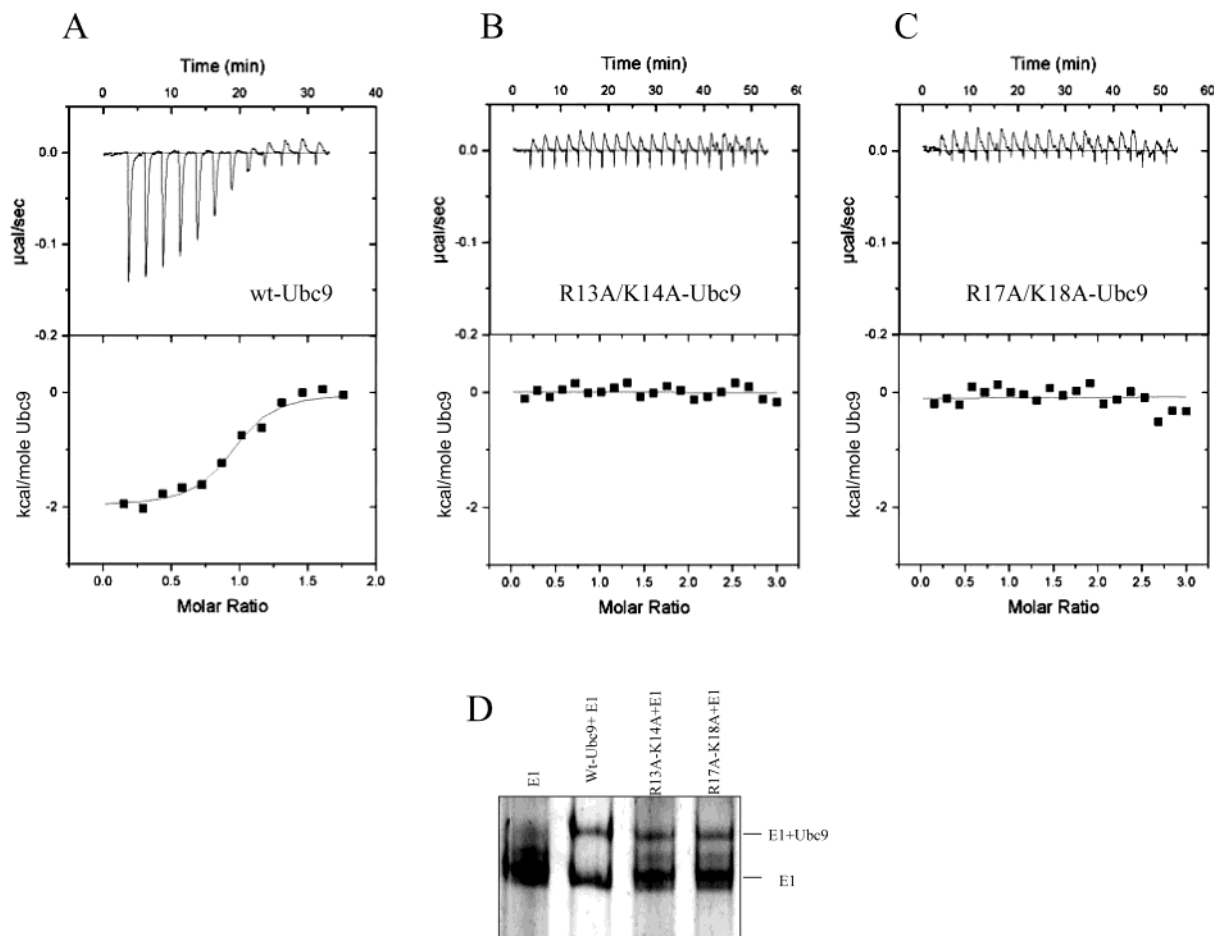 A
B
C
Time (min)
0 10 20 30 40
Time (min)
0 10 20 30 40 50 60
Time (min)
0 10 20 30 40 50 60
0.0
-0.1
-0.2
µcal/sec
wt-Ubc9
0.0
-0.1
-0.2
µcal/sec
R13A/K14A-Ubc9
0.0
-0.1
-0.2
µcal/sec
R17A/K18A-Ubc9
0
-2
kcal/mole Ubc9
0
-2
kcal/mole Ubc9
0
-2
kcal/mole Ubc9
0.0 0.5 1.0 1.5 2.0
Molar Ratio
0.0 0.5 1.0 1.5 2.0 2.5 3.0
Molar Ratio
0.0 0.5 1.0 1.5 2.0 2.5 3.0
Molar Ratio
D
E1
Wt-Ubc9+ E1
R13A-K14A+E1
R17A-K18A+E1
E1+Ubc9
E1